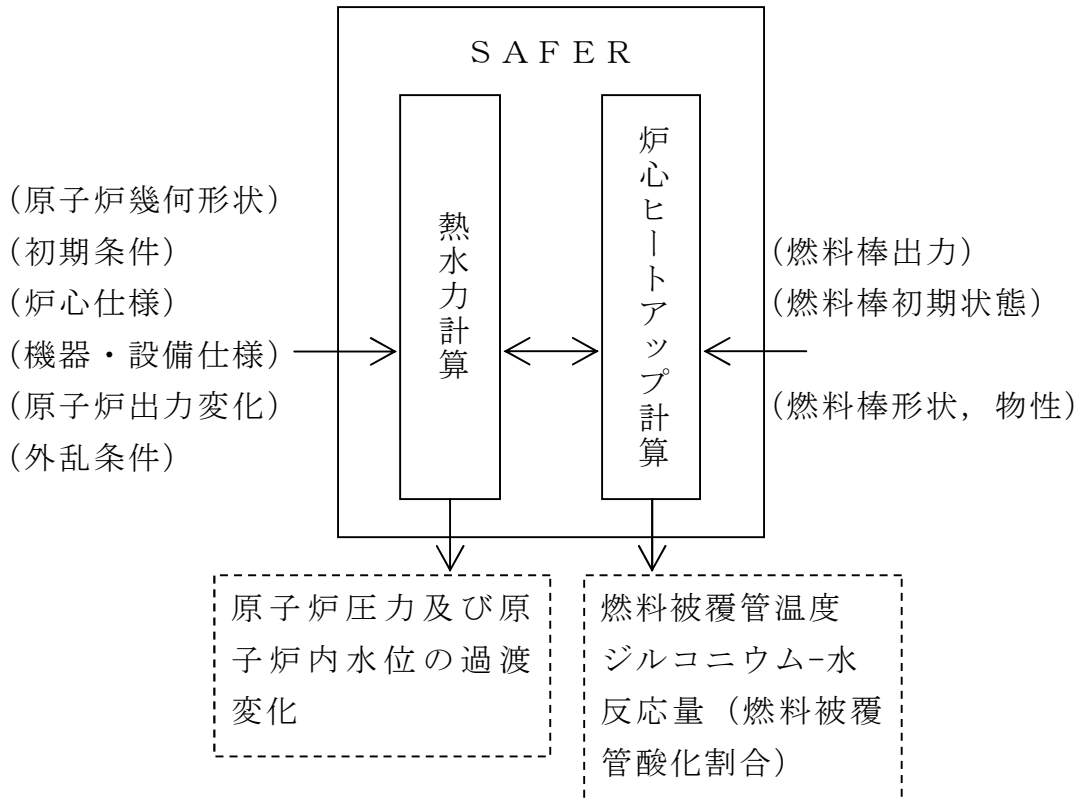 ＳＡＦＥＲ
(原子炉幾何形状)
(初期条件)
(炉心仕様)
(機器・設備仕様)
(原子炉出力変化)
(外乱条件)
熱水力計算
炉心ヒートアップ計算
(燃料棒出力)
(燃料棒初期状態)
(燃料棒形状，物性)
原子炉圧力及び原
子炉内水位の過渡
変化
燃料被覆管温度
ジルコニウム−水
反応量（燃料被覆
管酸化割合）